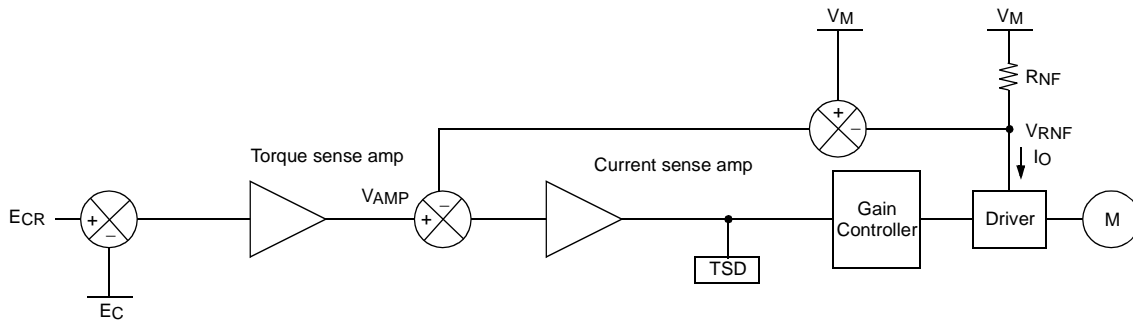 VM
VM
+
−
RNF
VRNF
IO
Torque sense amp
Current sense amp
ECR
+
−
EC
VAMP
+
−
TSD
Gain
Controller
Driver
M